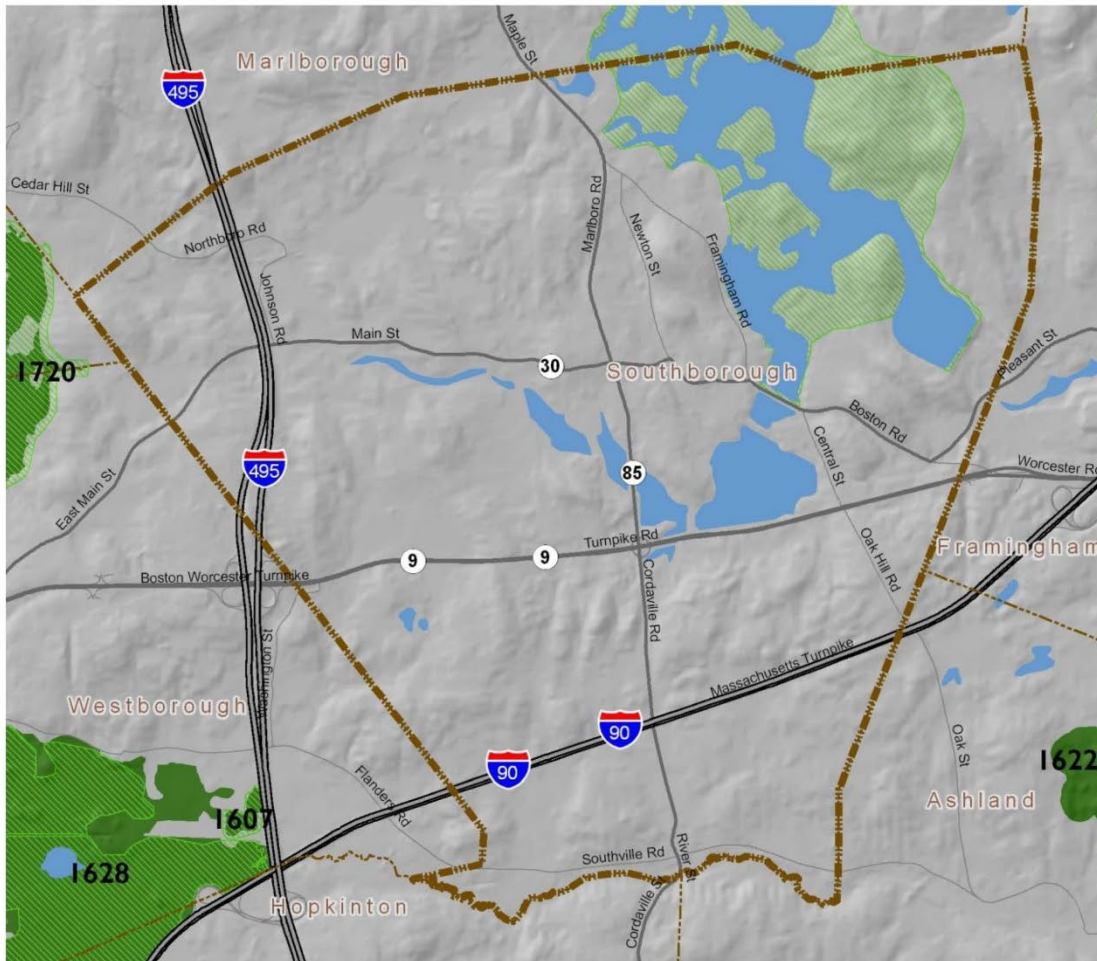 Maple St
Marlborough
495
Cedar Hill St
Northboro Rd
Marlboro Rd
Newton St
Framingham Rd
Johnson Rd
Main St
30
Southborough
Pleasant St
1720
Boston Rd
Central St
495
85
Worcester Rd
East Main St
Turnpike Rd
9
9
Oak Hill Rd
Framingham
Boston Worcester Turnpike
Cordaville Rd
Washington St
Massachusetts Turnpike
Westborough
90
90
Oak St
1622
Flanders Rd
Ashland
1607
1628
Southville Rd
River St
Hopkinton
Cordaville St